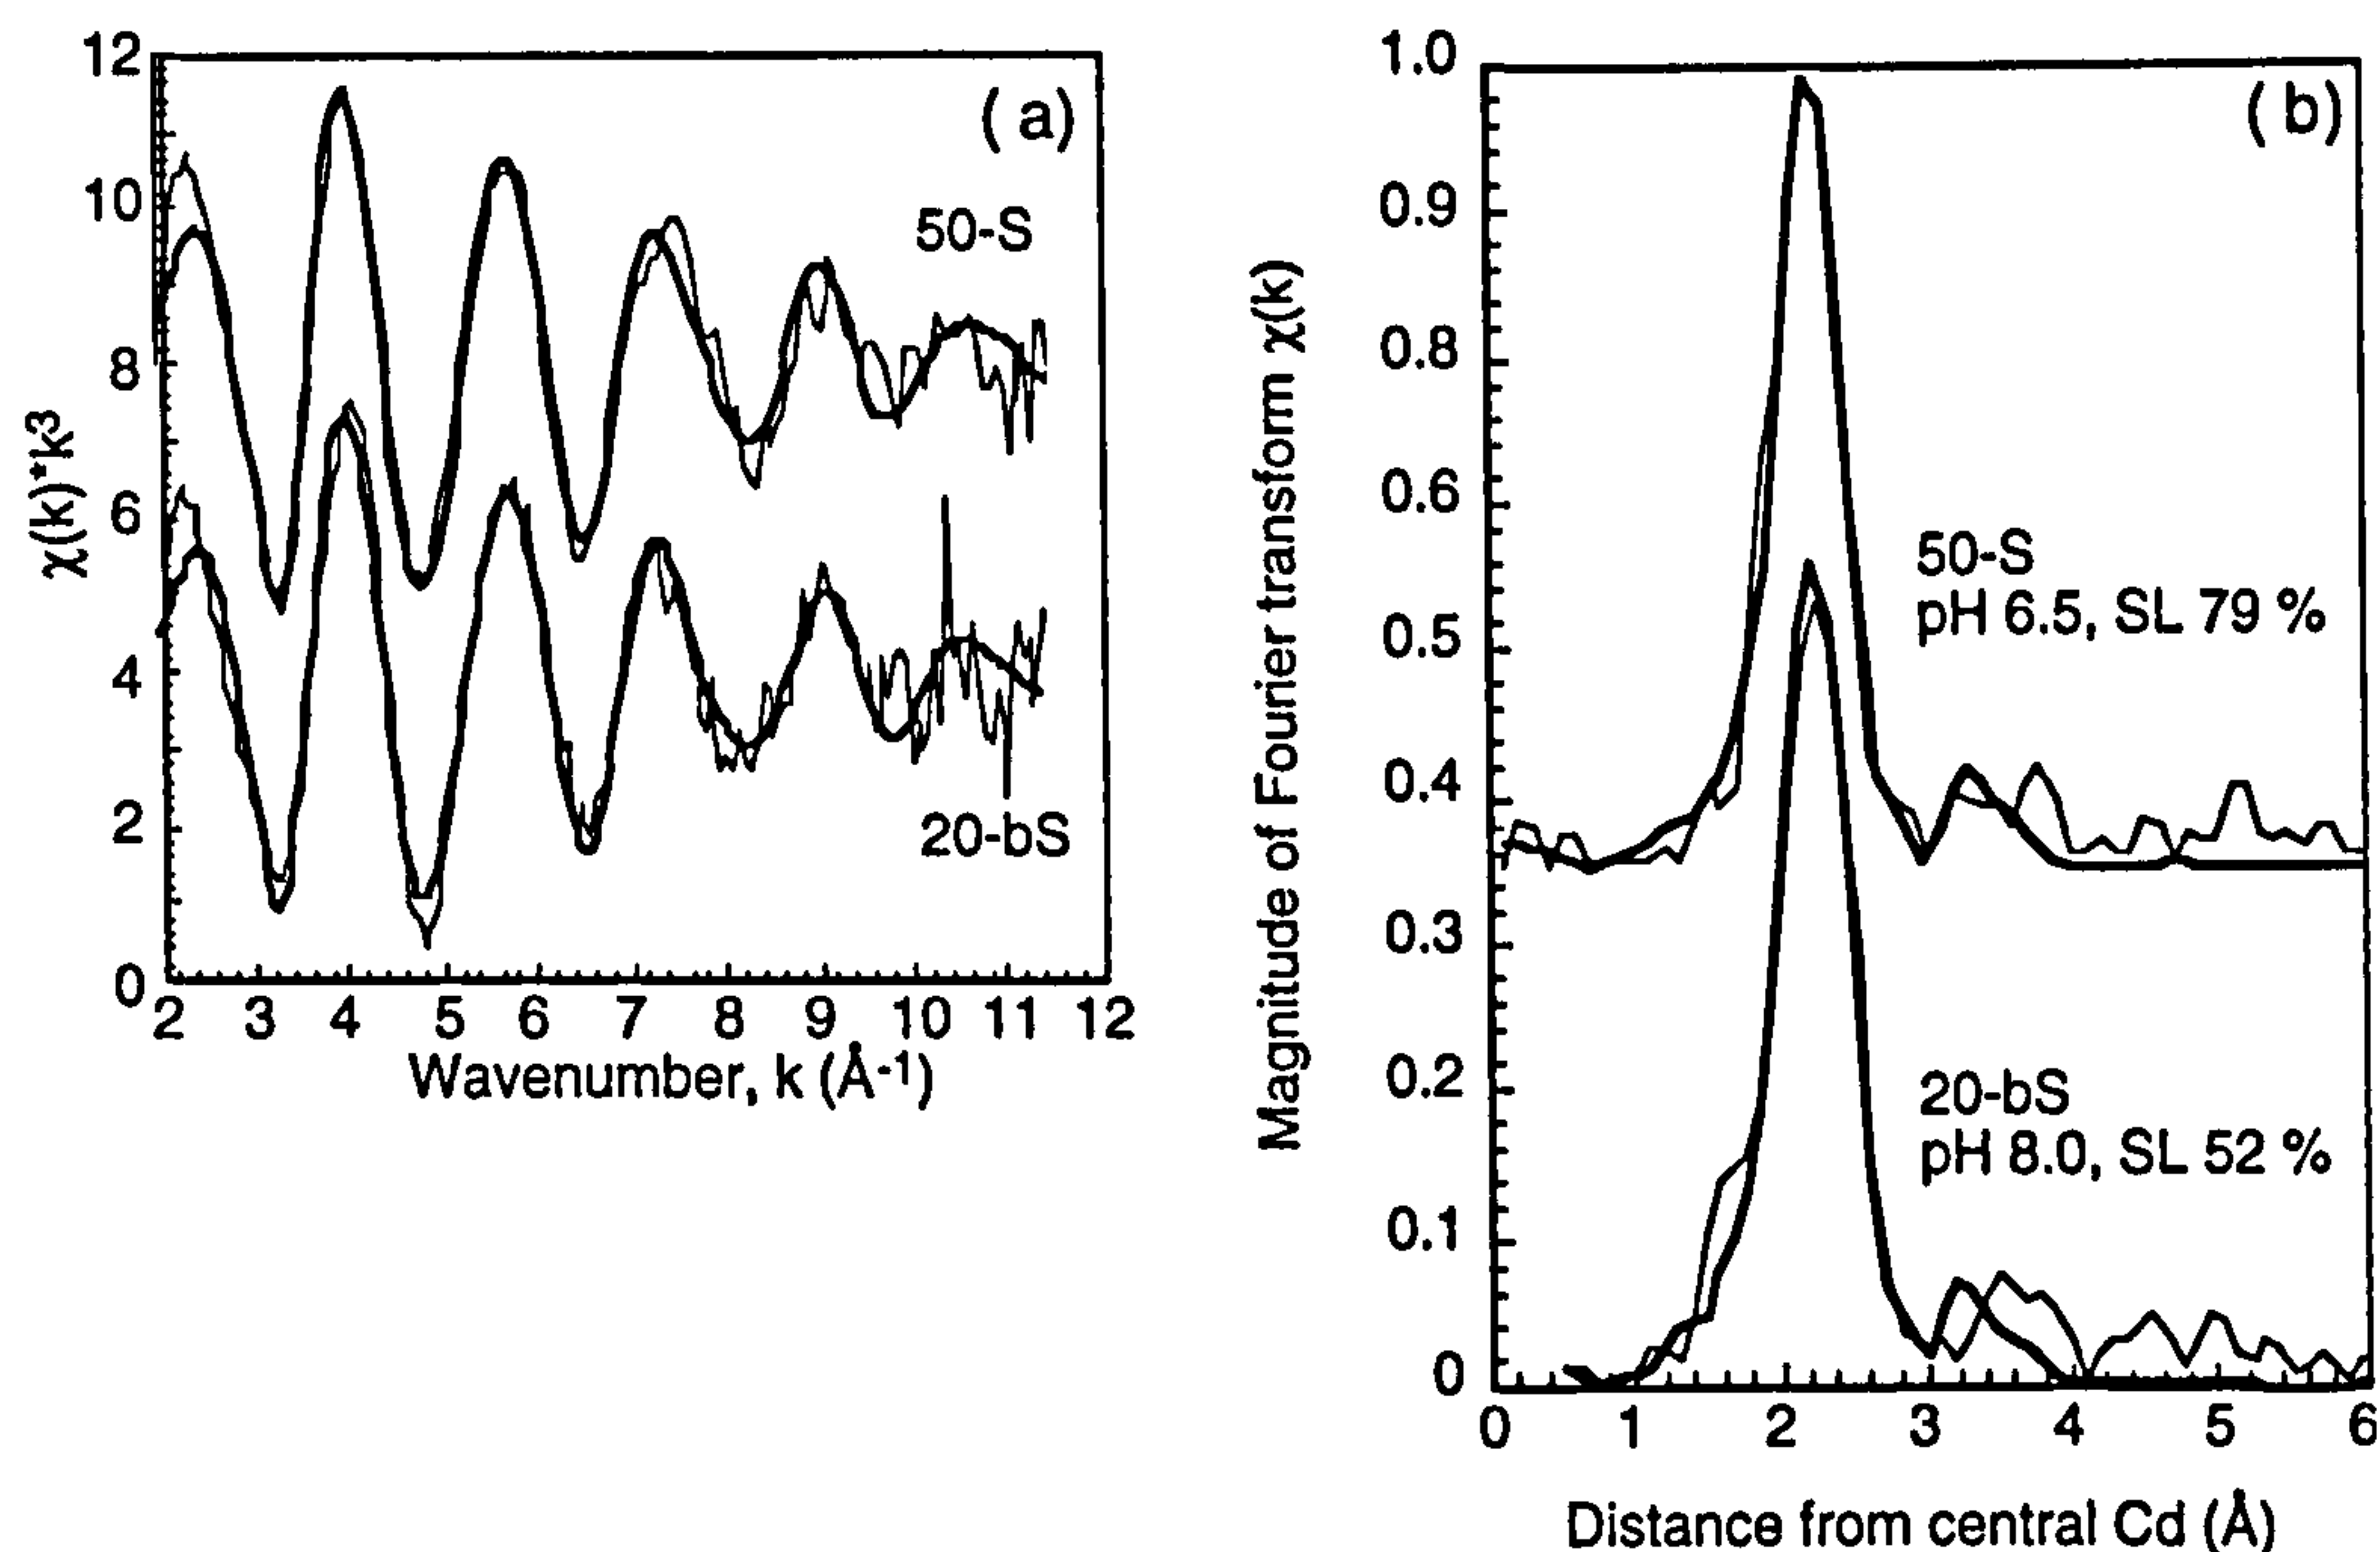 12
10
8
6
4
2
0
χ(k)*k³
( a)
50-S
20-bS
2 3 4 5 6 7 8 9 10 11 12
Wavenumber, k (Å-1)
1.0
0.9
0.8
0.6
0.5
0.4
0.3
0.2
0.1
0
Magnitude of Fourier transform χ(k)
( b)
50-S
pH 6.5, SL 79 %
20-bS
pH 8.0, SL 52 %
0 1 2 3 4 5 6
Distance from central Cd (Å)